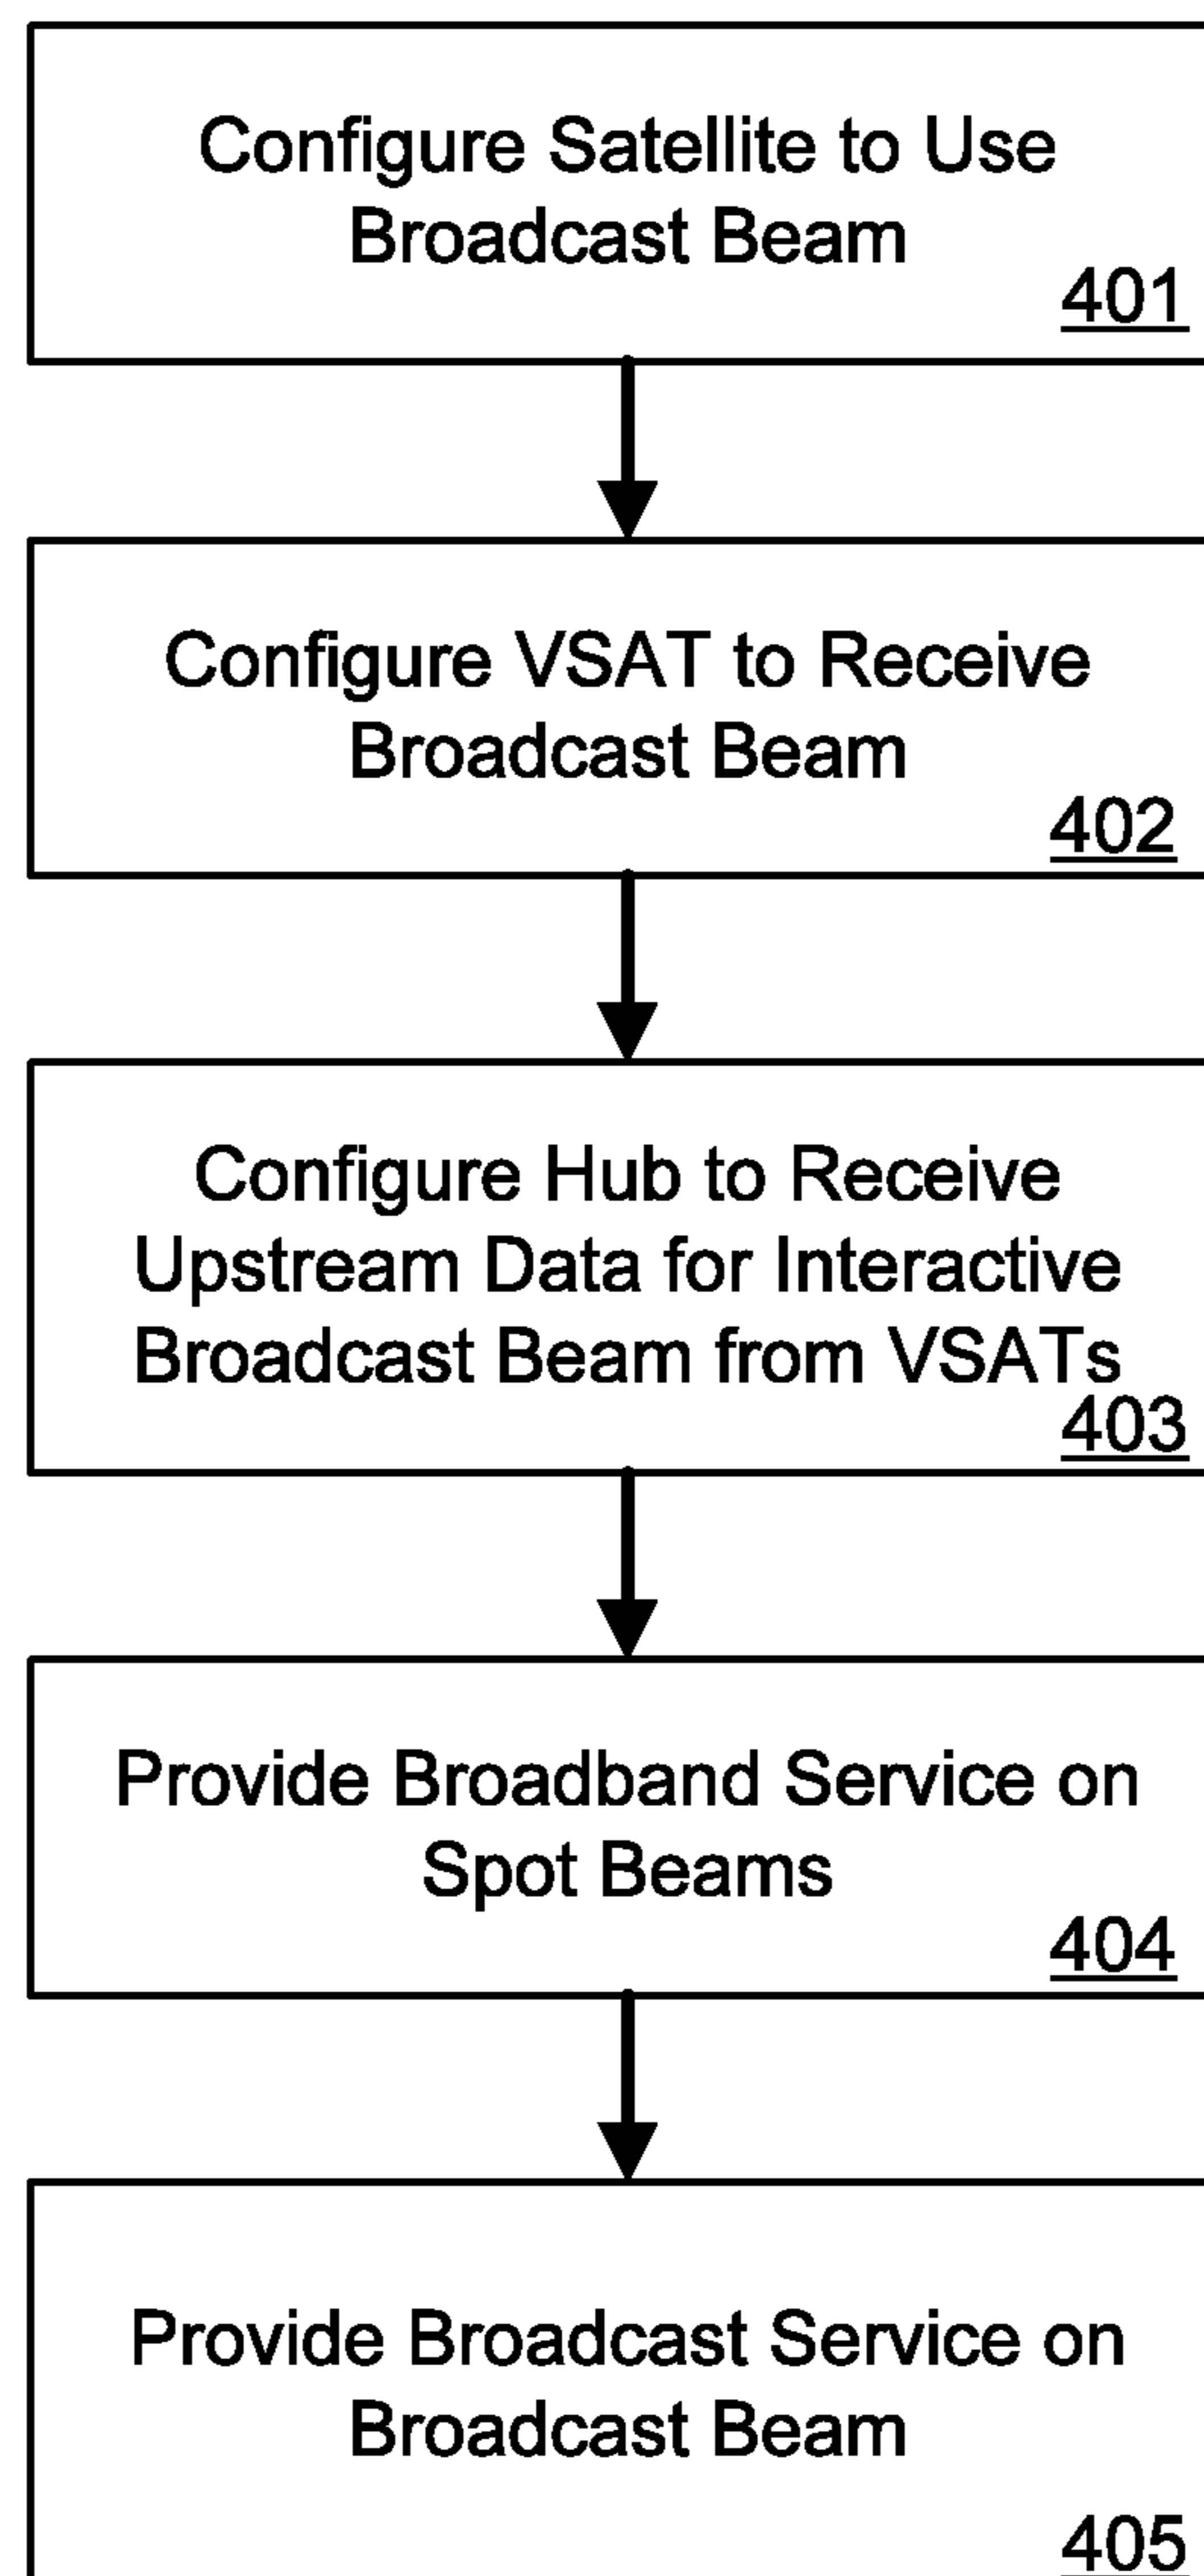 Configure Satellite to Use
Broadcast Beam
401
Configure VSAT to Receive
Broadcast Beam
402
Configure Hub to Receive
Upstream Data for Interactive
Broadcast Beam from VSATs
403
Provide Broadband Service on
Spot Beams
404
Provide Broadcast Service on
Broadcast Beam
405